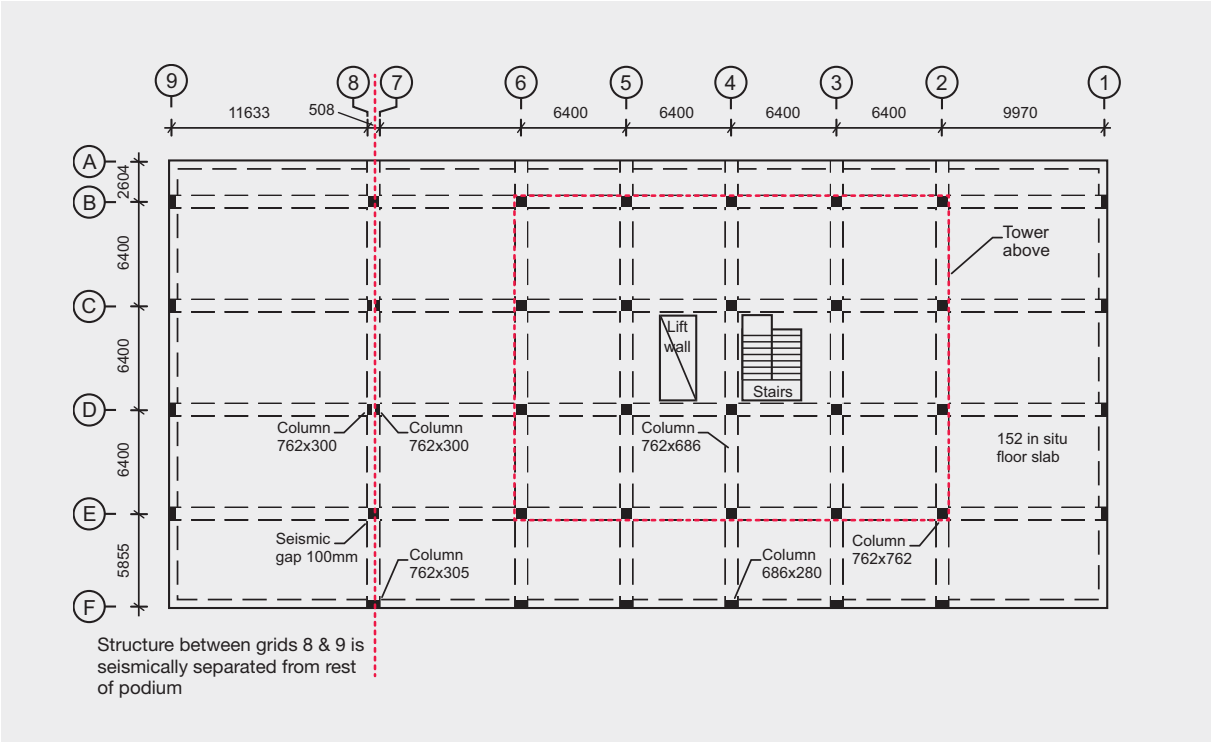 9
8
7
6
5
4
3
2
1
11633
508
6400
6400
6400
6400
9970
A
2604
B
6400
Tower
above
C
Lift
wall
6400
Stairs
D
Column
762x300
Column
762x300
Column
762x686
152 in situ
floor slab
6400
E
Seismic
gap 100mm
Column
762x305
Column
686x280
Column
762x762
5855
F
Structure between grids 8 & 9 is
seismically separated from rest
of podium